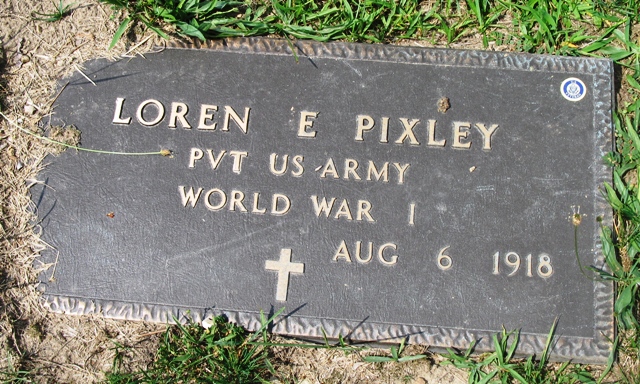 LOREN E PIXLEY
PVT US ARMY
WORLD WAR I
AUG 6 1918